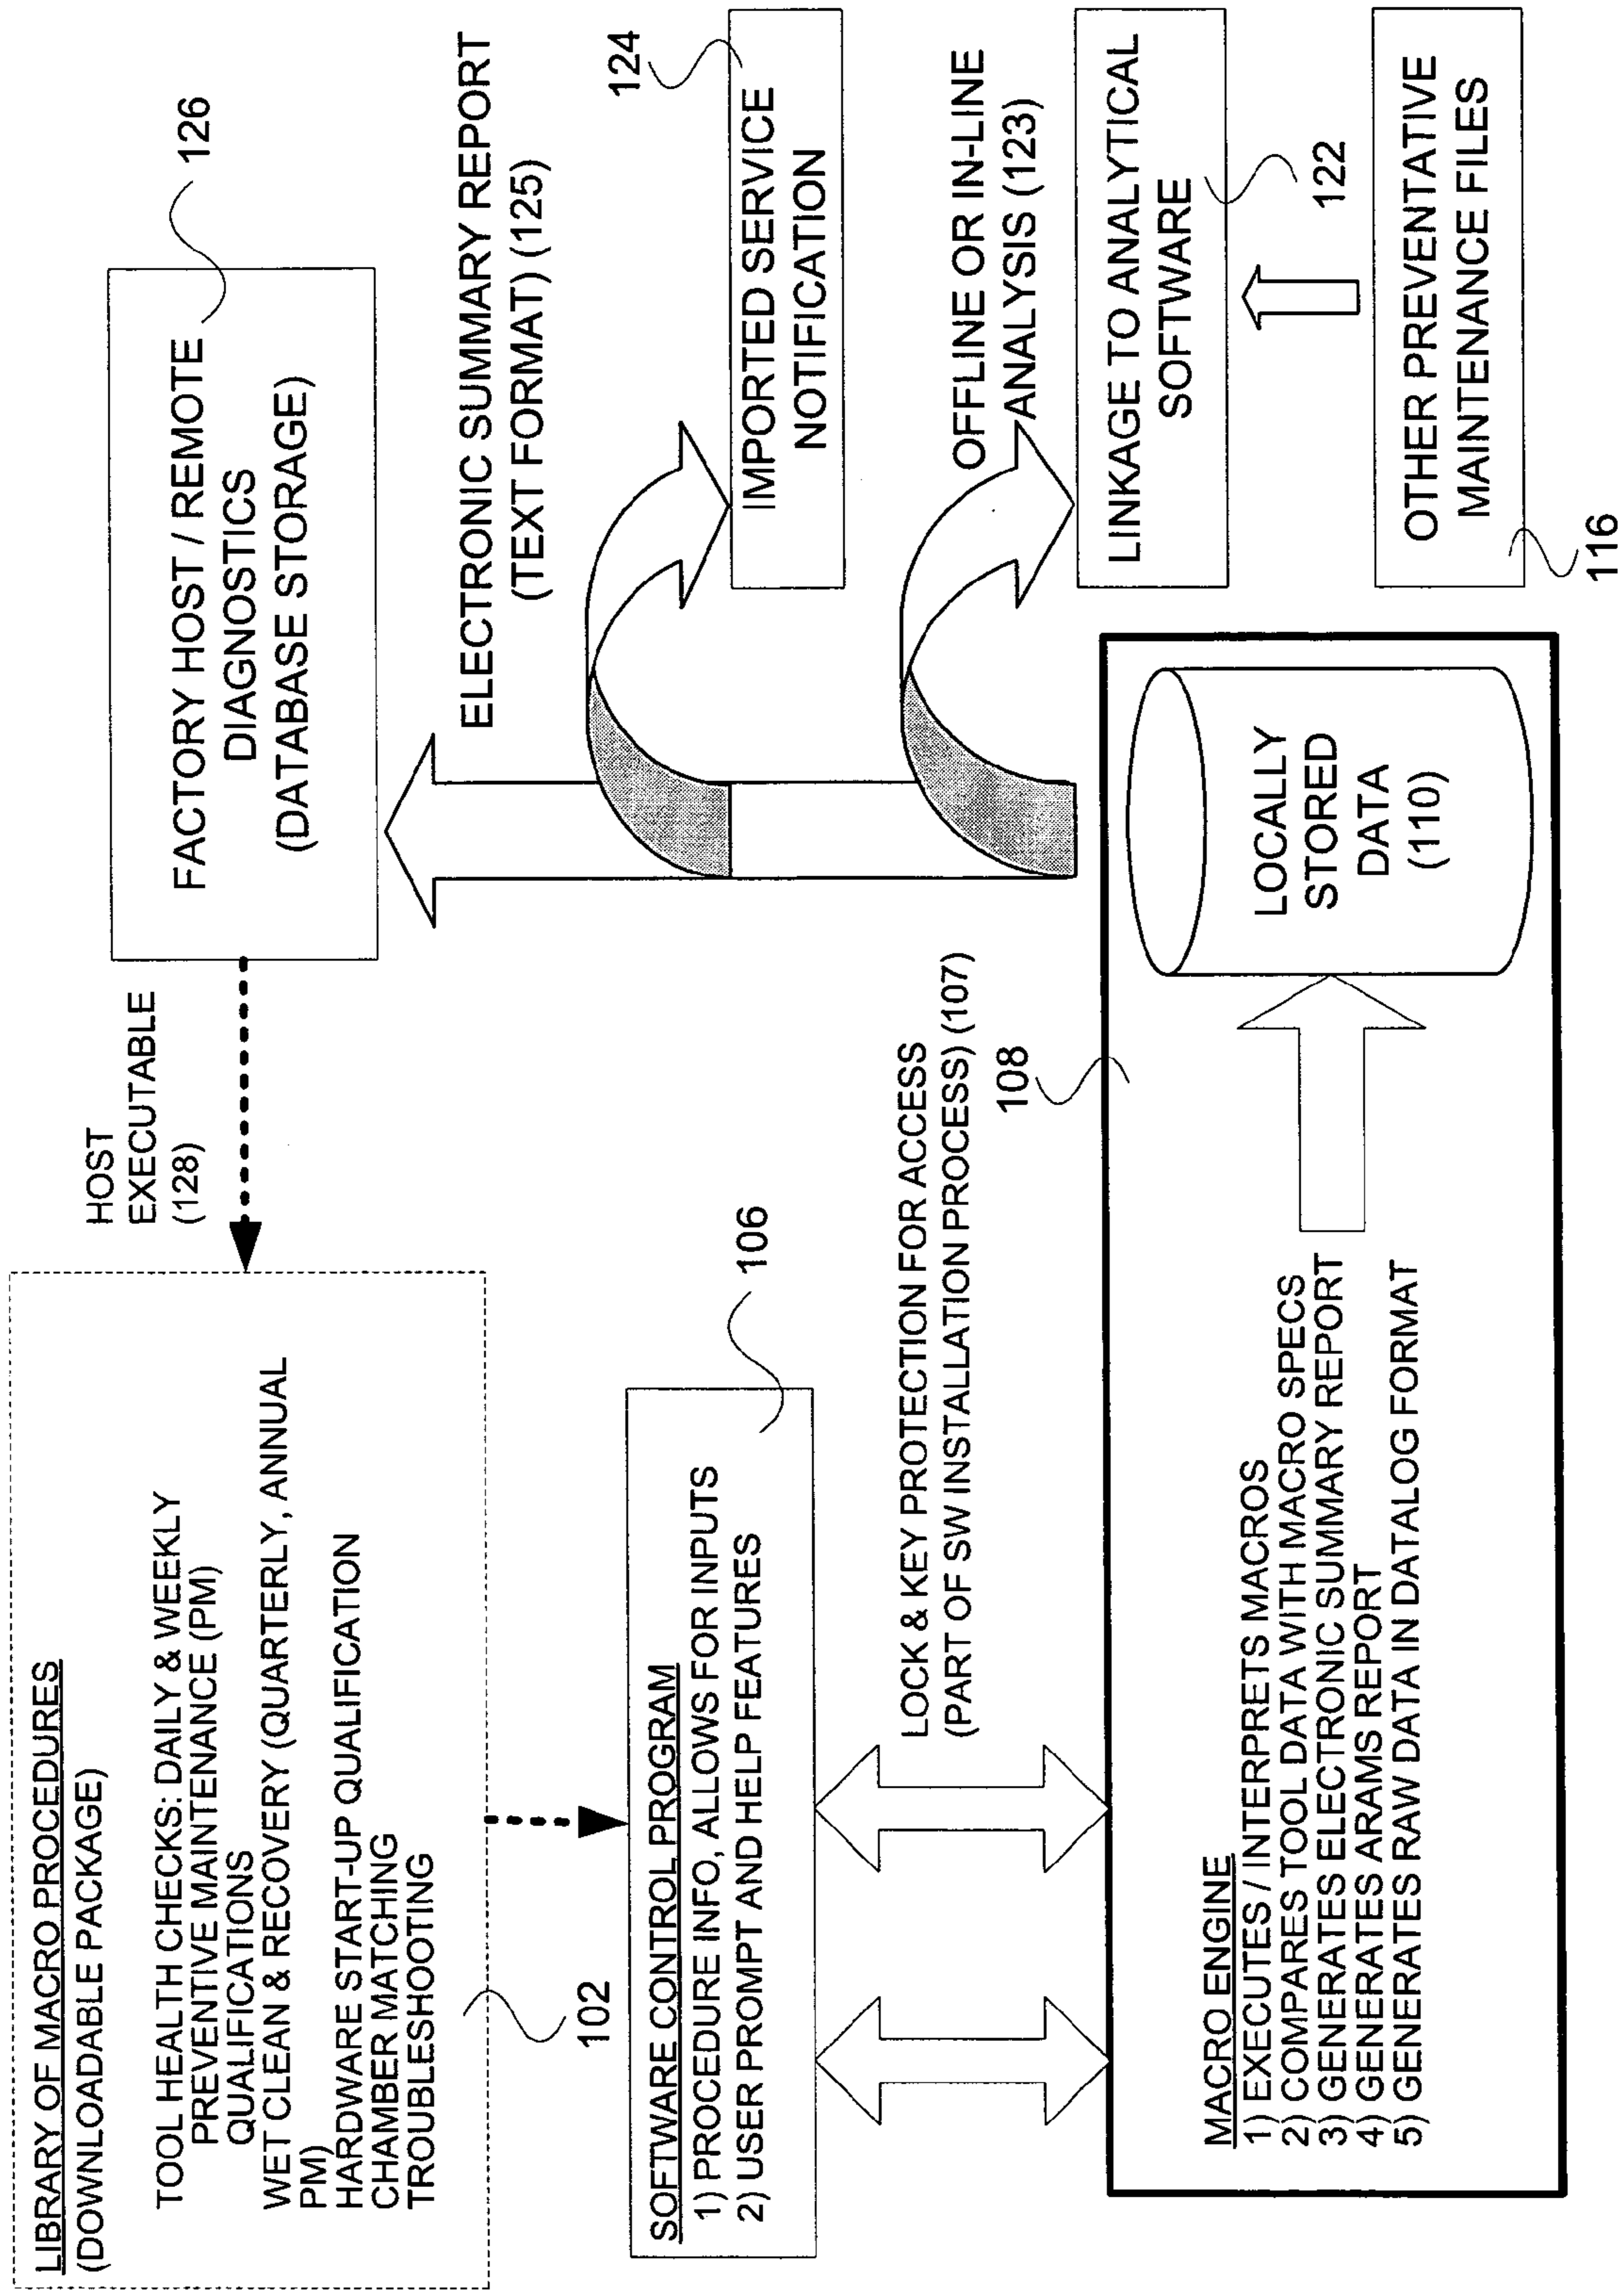 LIBRARY OF MACRO PROCEDURES
(DOWNLOADABLE PACKAGE)
TOOL HEALTH CHECKS: DAILY & WEEKLY
PREVENTIVE MAINTENANCE (PM)
QUALIFICATIONS
WET CLEAN & RECOVERY (QUARTERLY, ANNUAL
PM)
HARDWARE START-UP QUALIFICATION
CHAMBER MATCHING
TROUBLESHOOTING
102
HOST
EXECUTABLE
(128)
FACTORY HOST / REMOTE
DIAGNOSTICS
(DATABASE STORAGE)
126
SOFTWARE CONTROL PROGRAM
1) PROCEDURE INFO, ALLOWS FOR INPUTS
2) USER PROMPT AND HELP FEATURES
106
ELECTRONIC SUMMARY REPORT
(TEXT FORMAT) (125)
124
IMPORTED SERVICE
NOTIFICATION
LOCK & KEY PROTECTION FOR ACCESS
(PART OF SW INSTALLATION PROCESS) (107)
108
OFFLINE OR IN-LINE
ANALYSIS (123)
LINKAGE TO ANALYTICAL
SOFTWARE
122
MACRO ENGINE
1) EXECUTES / INTERPRETS MACROS
2) COMPARES TOOL DATA WITH MACRO SPECS
3) GENERATES ELECTRONIC SUMMARY REPORT
4) GENERATES ARAMS REPORT
5) GENERATES RAW DATA IN DATALOG FORMAT
LOCALLY
STORED
DATA
(110)
OTHER PREVENTATIVE
MAINTENANCE FILES
116